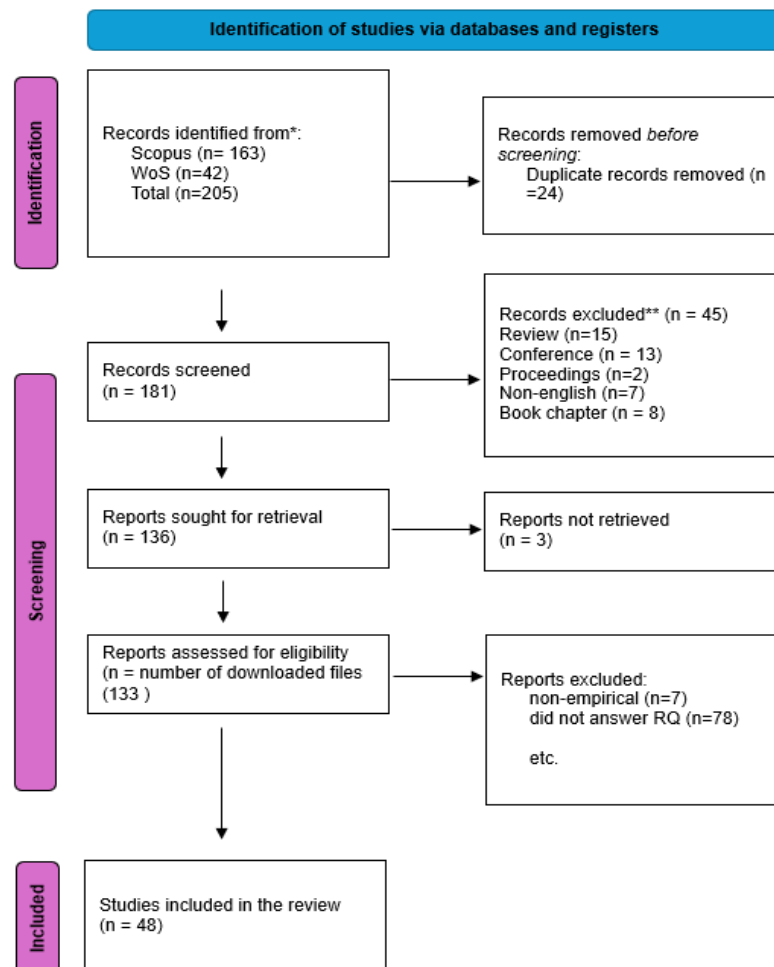 Identification of studies via databases and registers
Identification
Records identified from*:
Scopus (n= 163)
WoS (n=42)
Total (n=205)
Records removed before
screening:
Duplicate records removed (n
=24)
Screening
Records screened
(n = 181)
Records excluded** (n = 45)
Review (n=15)
Conference (n = 13)
Proceedings (n=2)
Non-english (n=7)
Book chapter (n = 8)
Reports sought for retrieval
(n = 136)
Reports not retrieved
(n = 3)
Reports assessed for eligibility
(n = number of downloaded files
(133 )
Reports excluded:
non-empirical (n=7)
did not answer RQ (n=78)
etc.
Included
Studies included in the review
(n = 48)